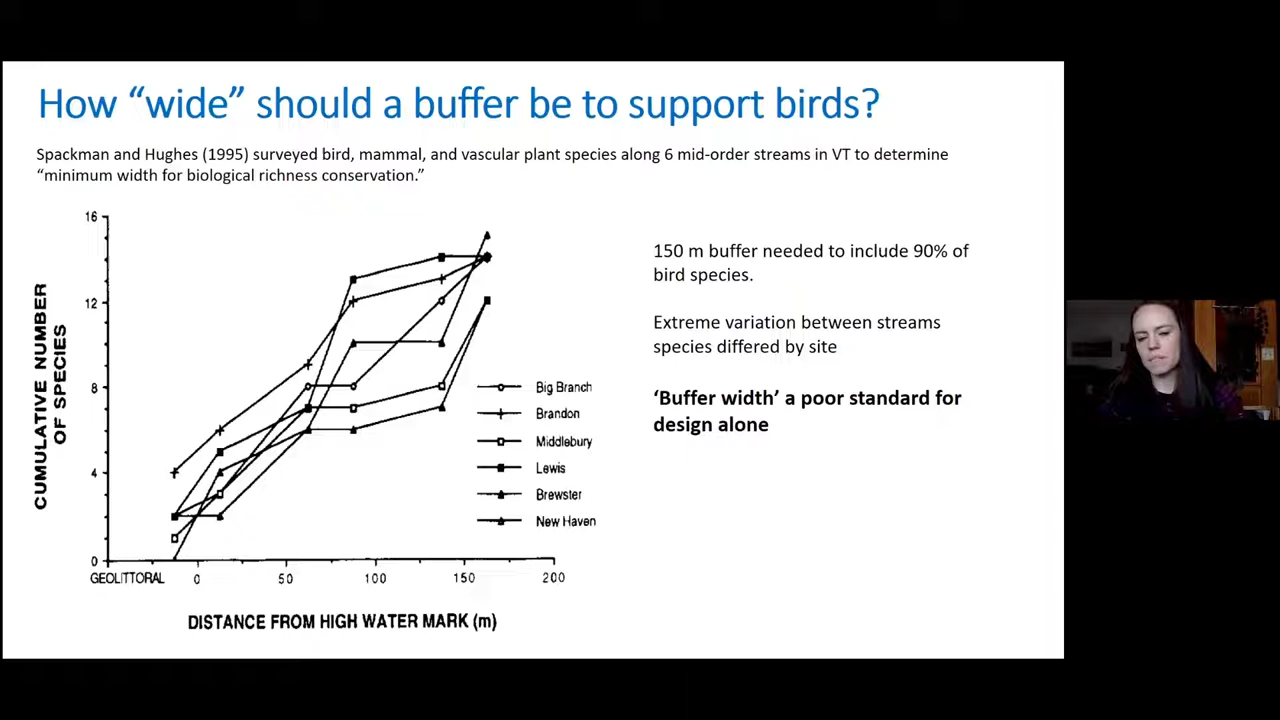 How “wide” should a buffer be to support birds?
Spackman and Hughes (1995) surveyed bird, mammal, and vascular plant species along 6 mid-order streams in VT to determine
“minimum width for biological richness conservation.”
16
12
8
4
0
CUMULATIVE NUMBER
OF SPECIES
GEOLITTORAL 0 50 100 150 200
DISTANCE FROM HIGH WATER MARK (m)
Big Branch
Brandon
Middlebury
Lewis
Brewster
New Haven
150 m buffer needed to include 90% of
bird species.
Extreme variation between streams
species differed by site
‘Buffer width’ a poor standard for
design alone